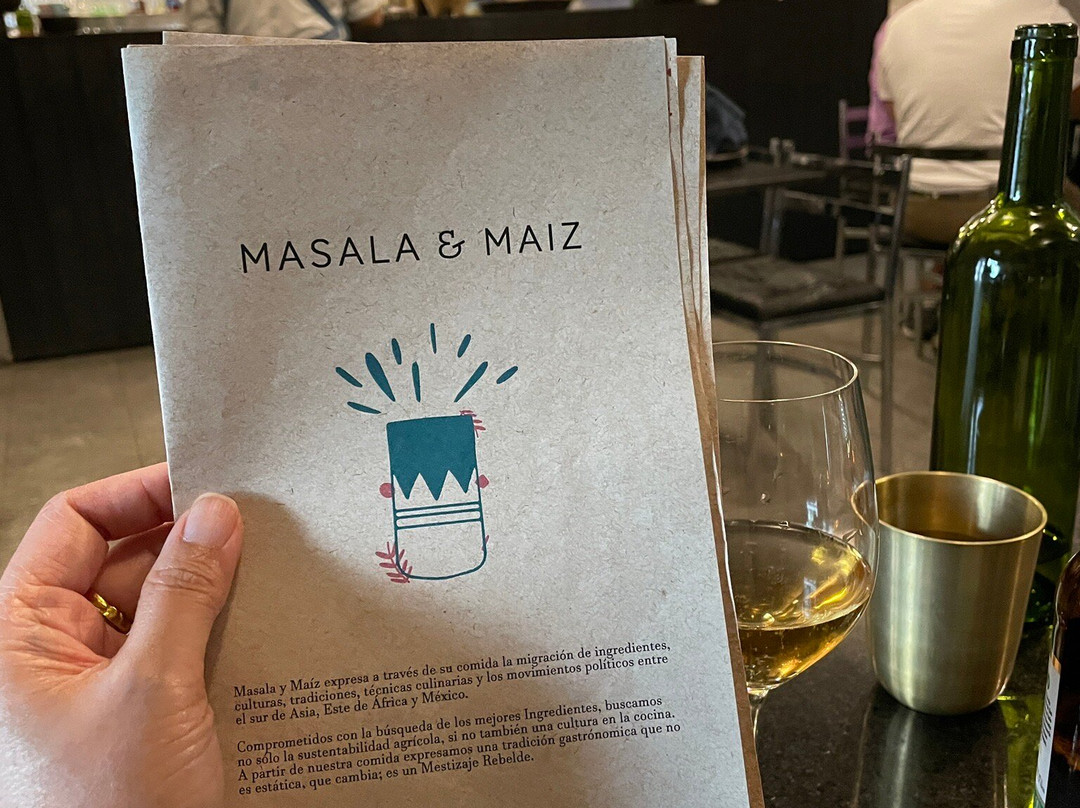 MASALA & MAIZ
Masala y Maíz expresa a través de su comida la migración de ingredientes,
culturas, tradiciones, técnicas culinarias y los movimientos políticos entre
el sur de Asia, Este de África y México.
Comprometidos con la búsqueda de los mejores Ingredientes, buscamos
no sólo la sustentabilidad agrícola, si no también una cultura en la cocina.
A partir de nuestra comida expresamos una tradición gastrónomica que no
es estática, que cambia; es un Mestizaje Rebelde.